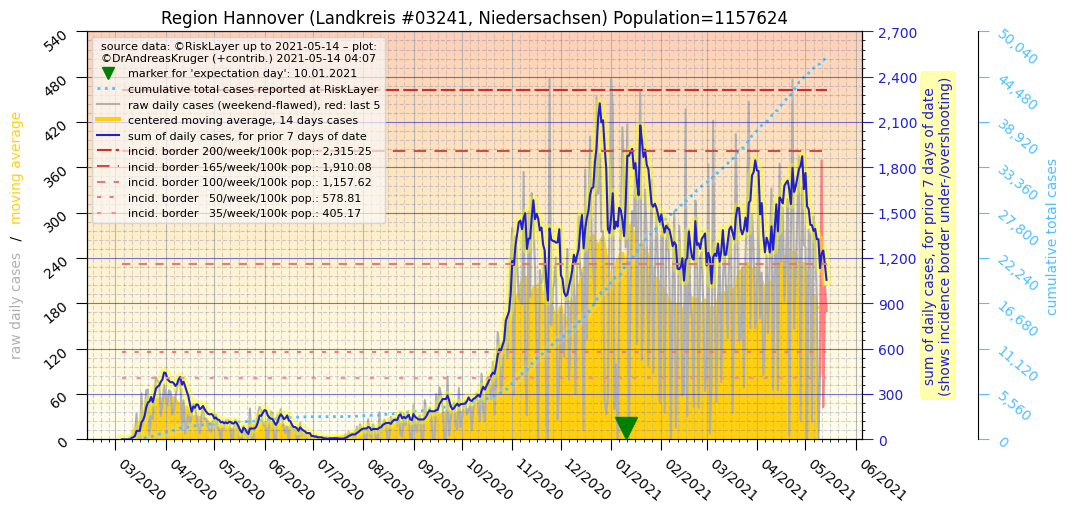 Region Hannover (Landkreis #03241, Niedersachsen) Population=1157624
source data: ©RiskLayer up to 2021-05-14 – plot:
©DrAndreasKruger (+contrib.) 2021-05-14 04:07
marker for 'expectation day': 10.01.2021
cumulative total cases reported at RiskLayer
raw daily cases (weekend-flawed), red: last 5
centered moving average, 14 days cases
sum of daily cases, for prior 7 days of date
incid. border 200/week/100k pop.: 2,315.25
incid. border 165/week/100k pop.: 1,910.08
incid. border 100/week/100k pop.: 1,157.62
incid. border 50/week/100k pop.: 578.81
incid. border 35/week/100k pop.: 405.17
raw daily cases / moving average
540
480
420
360
300
240
180
120
60
0
03/2020
04/2020
05/2020
06/2020
07/2020
08/2020
09/2020
10/2020
11/2020
12/2020
01/2021
02/2021
03/2021
04/2021
05/2021
06/2021
2,700
2,400
2,100
1,800
1,500
1,200
900
600
300
0
sum of daily cases, for prior 7 days of date
(shows incidence border under-/overshooting)
50,040
44,480
38,920
33,360
27,800
22,240
16,680
11,120
5,560
0
cumulative total cases